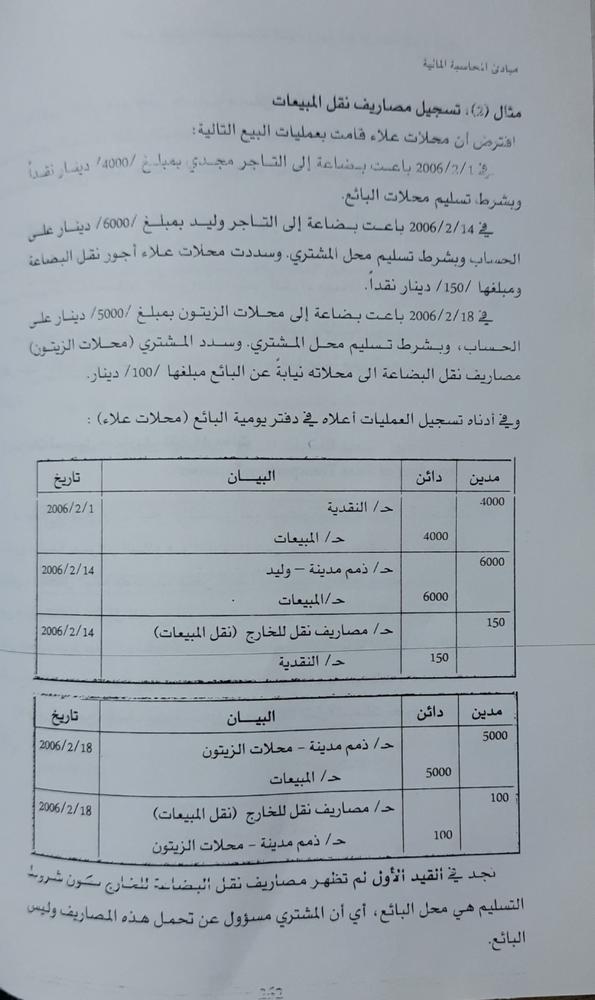 مبادئ المحاسبة المالية
مثال (2)، تسجيل مصاريف نقل المبيعات
افترض أن محلات علاء قامت بعمليات البيع التالية:
في 2006/2/1 باعت بضاعة إلى التاجر مجدي بمبلغ /4000/ دينار نقداً
وبشرط تسليم محلات البائع.
في 2006/2/14 باعت بضاعة إلى التاجر وليد بمبلغ /6000/ دينار على
الحساب وبشرط تسليم محل المشتري. وسددت محلات علاء أجور نقل البضاعة
ومبلغها /150/ دينار نقداً.
في 2006/2/18 باعت بضاعة إلى محلات الزيتون بمبلغ /5000/ دينار على
الحساب، وبشرط تسليم محل المشتري. وسدد المشتري (محلات الزيتون)
مصاريف نقل البضاعة الى محلاته نيابةً عن البائع مبلغها /100/ دينار.
وفي أدناه تسجيل العمليات أعلاه في دفتر يومية البائع (محلات علاء) :
مدين دائن البيــــان تاريخ
4000 حـ/ النقدية 2006/2/1
4000 حـ/ المبيعات
6000 حـ/ ذمم مدينة – وليد 2006/2/14
6000 حـ/المبيعات
150 حـ/ مصاريف نقل للخارج (نقل المبيعات) 2006/2/14
150 حـ/ النقدية
مدين دائن البيــــان تاريخ
5000 حـ/ ذمم مدينة - محلات الزيتون 2006/2/18
5000 حـ/ المبيعات
100 حـ/ مصاريف نقل للخارج (نقل المبيعات) 2006/2/18
100 حـ/ ذمم مدينة - محلات الزيتون
نجد في القيد الأول لم تظهر مصاريف نقل البضاعة للخارج كون شروط
التسليم هي محل البائع، أي أن المشتري مسؤول عن تحمل هذه المصاريف وليس
البائع.